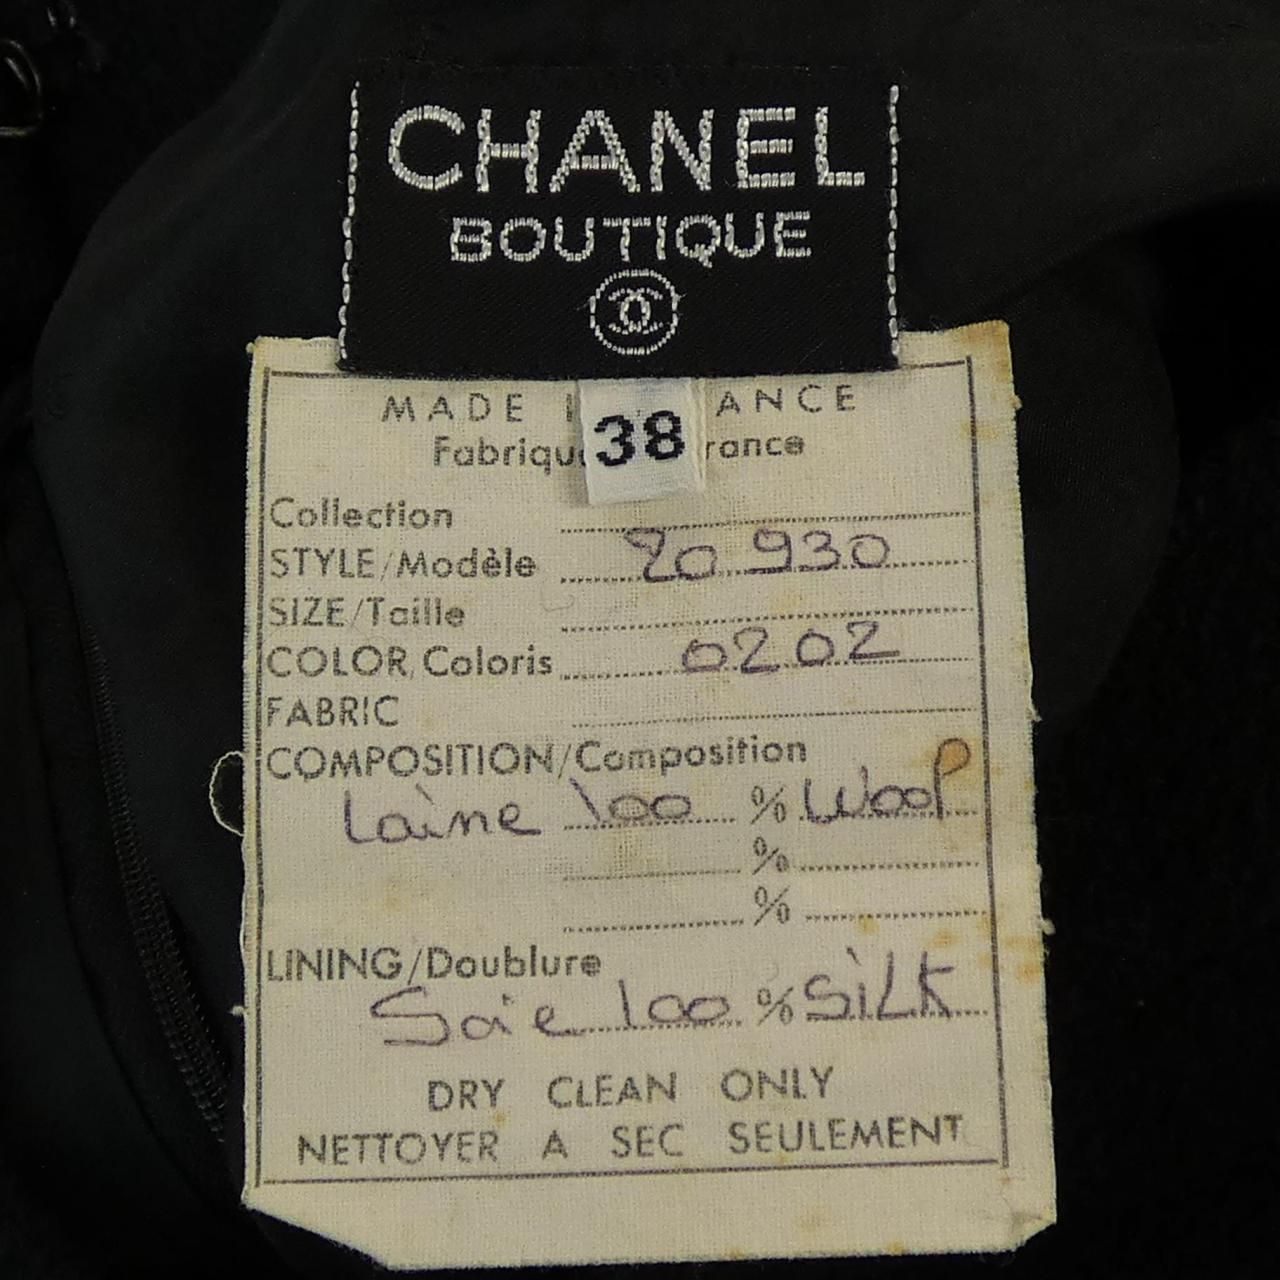 CHANEL
BOUTIQUE
MADE I ANCE
38
Fabriqu rance
Collection
STYLE/Modèle 20 930
SIZE/Taille
COLOR, Coloris 0202
FABRIC
COMPOSITION/Composition
Laine 100 % Wool
%
%
LINING/Doublure
Soie 100 % SiLK
DRY CLEAN ONLY
NETTOYER A SEC SEULEMENT